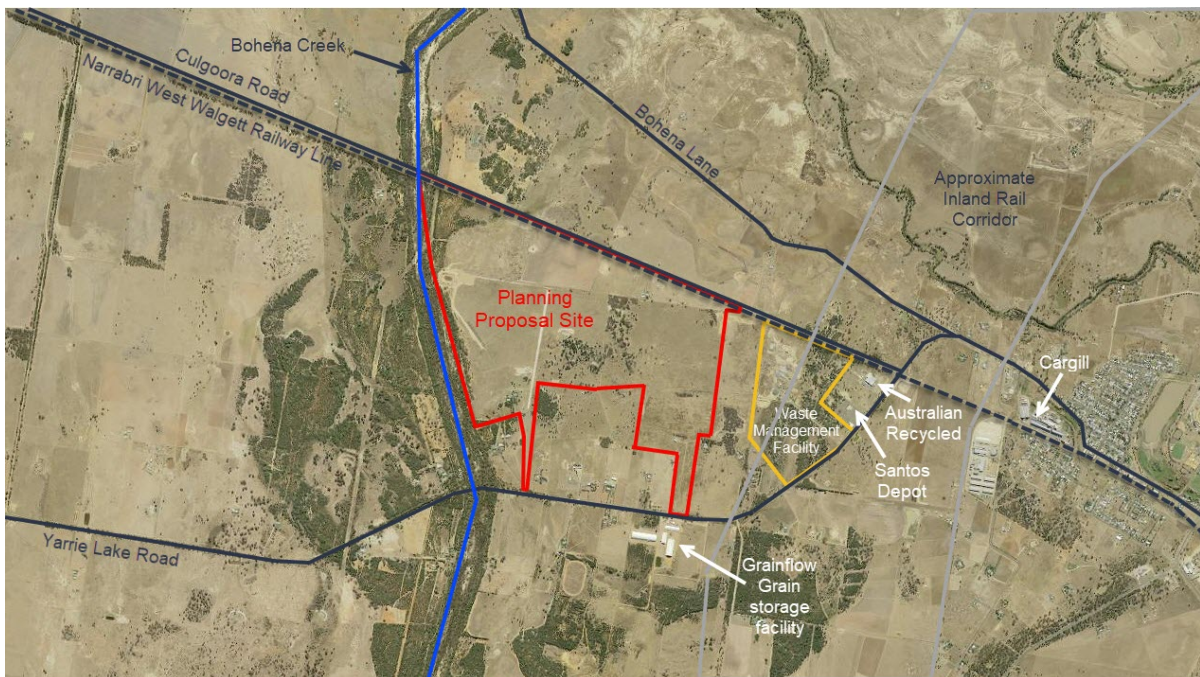 Bohena Creek
Culgoora Road
Narrabri West Walgett Railway Line
Bohena Lane
Approximate
Inland Rail
Corridor
Planning
Proposal Site
Cargill
Waste
Management
Facility
Australian
Recycled
Santos
Depot
Yarrie Lake Road
Grainflow
Grain
storage
facility